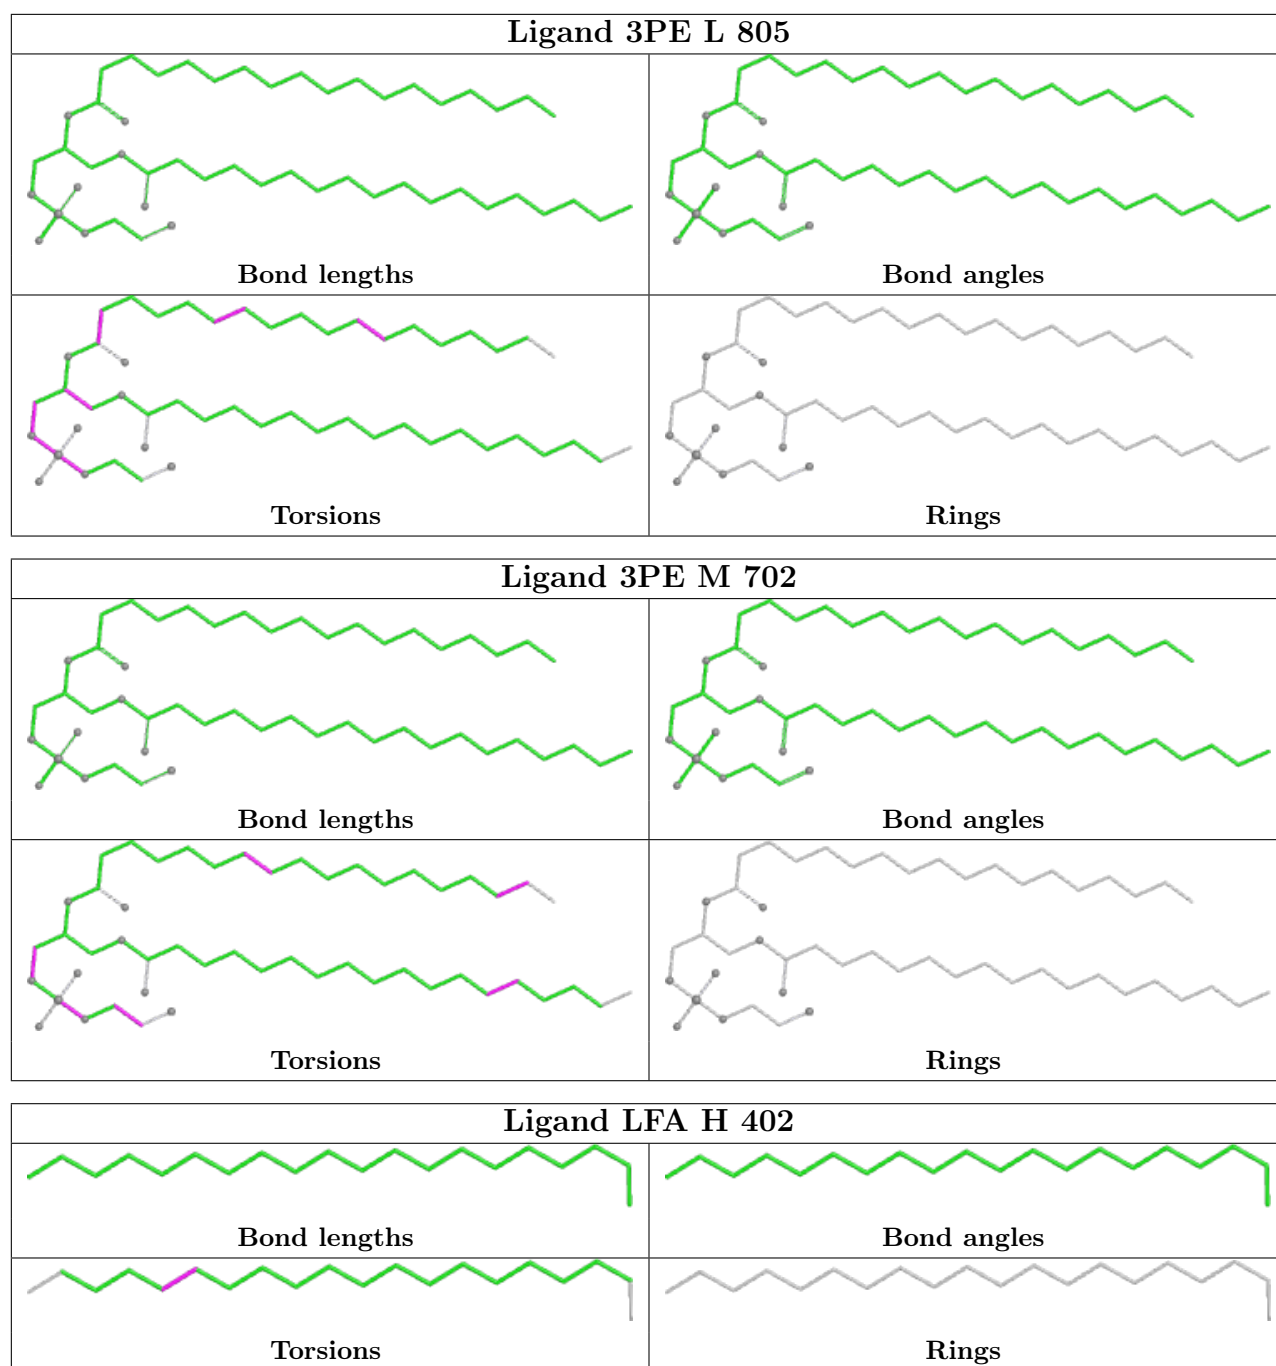 Ligand 3PE L 805
Bond lengths
Bond angles
Torsions
Rings
Ligand 3PE M 702
Bond lengths
Bond angles
Torsions
Rings
Ligand LFA H 402
Bond lengths
Bond angles
Torsions
Rings